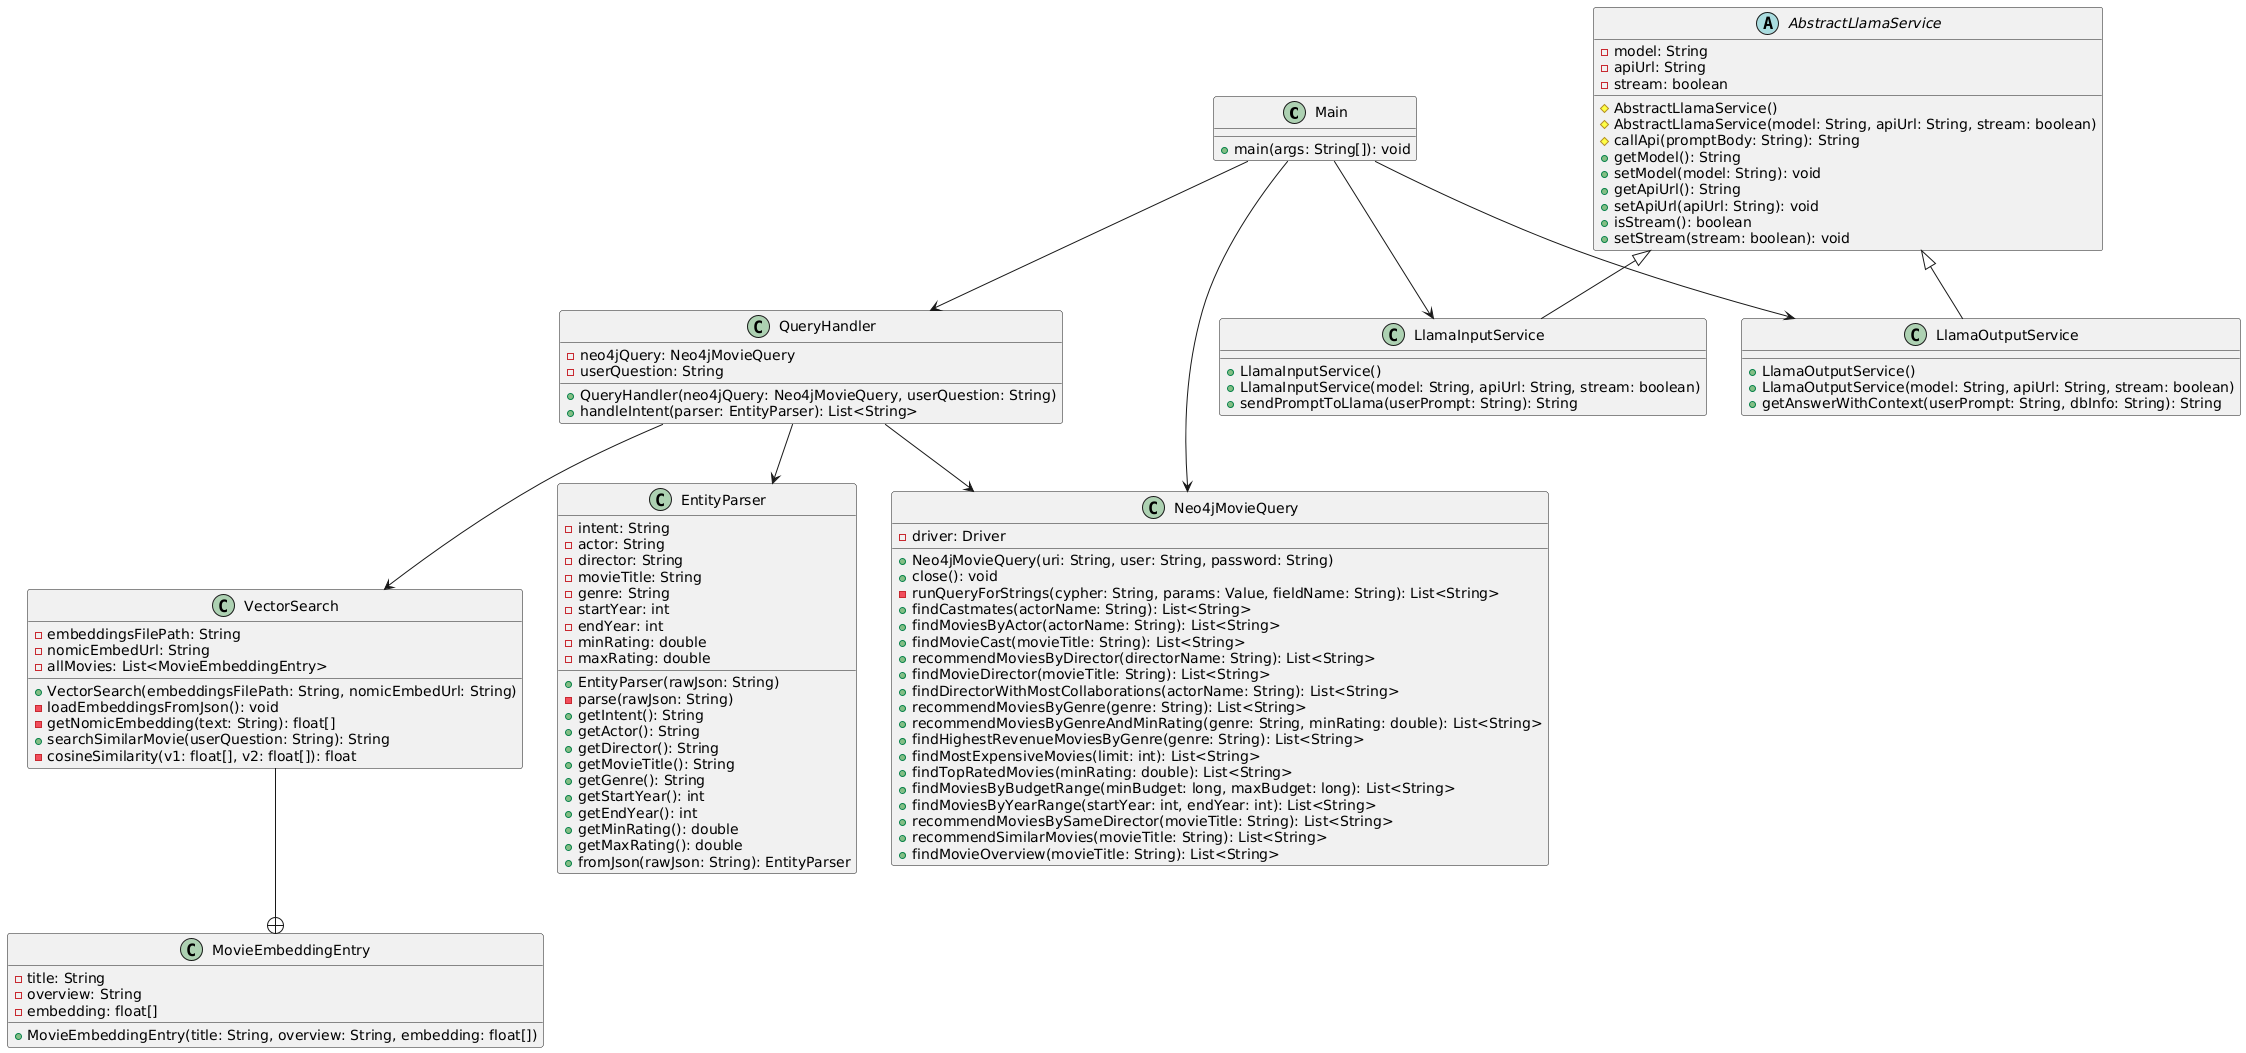 A AbstractLlamaService
model: String
apiUrl: String
stream: boolean
AbstractLlamaService()
AbstractLlamaService(model: String, apiUrl: String, stream: boolean)
callApi(promptBody: String): String
getModel(): String
setModel(model: String): void
getApiUrl(): String
setApiUrl(apiUrl: String): void
isStream(): boolean
setStream(stream: boolean): void
C Main
main(args: String[]): void
C QueryHandler
neo4jQuery: Neo4jMovieQuery
userQuestion: String
QueryHandler(neo4jQuery: Neo4jMovieQuery, userQuestion: String)
handleIntent(parser: EntityParser): List<String>
C LlamaInputService
LlamaInputService()
LlamaInputService(model: String, apiUrl: String, stream: boolean)
sendPromptToLlama(userPrompt: String): String
C LlamaOutputService
LlamaOutputService()
LlamaOutputService(model: String, apiUrl: String, stream: boolean)
getAnswerWithContext(userPrompt: String, dbInfo: String): String
C VectorSearch
embeddingsFilePath: String
nomicEmbedUrl: String
allMovies: List<MovieEmbeddingEntry>
VectorSearch(embeddingsFilePath: String, nomicEmbedUrl: String)
loadEmbeddingsFromJson(): void
getNomicEmbedding(text: String): float[]
searchSimilarMovie(userQuestion: String): String
cosineSimilarity(v1: float[], v2: float[]): float
C EntityParser
intent: String
actor: String
director: String
movieTitle: String
genre: String
startYear: int
endYear: int
minRating: double
maxRating: double
EntityParser(rawJson: String)
parse(rawJson: String)
getIntent(): String
getActor(): String
getDirector(): String
getMovieTitle(): String
getGenre(): String
getStartYear(): int
getEndYear(): int
getMinRating(): double
getMaxRating(): double
fromJson(rawJson: String): EntityParser
C Neo4jMovieQuery
driver: Driver
Neo4jMovieQuery(uri: String, user: String, password: String)
close(): void
runQueryForStrings(cypher: String, params: Value, fieldName: String): List<String>
findCastmates(actorName: String): List<String>
findMoviesByActor(actorName: String): List<String>
findMovieCast(movieTitle: String): List<String>
recommendMoviesByDirector(directorName: String): List<String>
findMovieDirector(movieTitle: String): List<String>
findDirectorWithMostCollaborations(actorName: String): List<String>
recommendMoviesByGenre(genre: String): List<String>
recommendMoviesByGenreAndMinRating(genre: String, minRating: double): List<String>
findHighestRevenueMoviesByGenre(genre: String): List<String>
findMostExpensiveMovies(limit: int): List<String>
findTopRatedMovies(minRating: double): List<String>
findMoviesByBudgetRange(minBudget: long, maxBudget: long): List<String>
findMoviesByYearRange(startYear: int, endYear: int): List<String>
recommendMoviesBySameDirector(movieTitle: String): List<String>
recommendSimilarMovies(movieTitle: String): List<String>
findMovieOverview(movieTitle: String): List<String>
C MovieEmbeddingEntry
title: String
overview: String
embedding: float[]
MovieEmbeddingEntry(title: String, overview: String, embedding: float[])